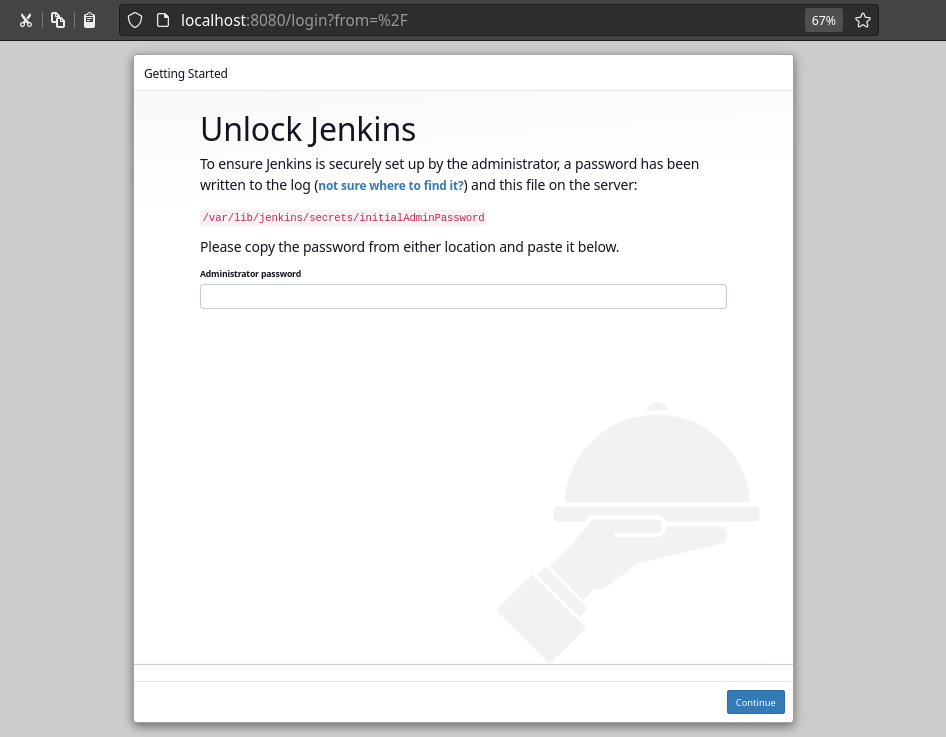 localhost:8080/login?from=%2F
67%
Getting Started
Unlock Jenkins
To ensure Jenkins is securely set up by the administrator, a password has been
written to the log (not sure where to find it?) and this file on the server:
/var/lib/jenkins/secrets/initialAdminPassword
Please copy the password from either location and paste it below.
Administrator password
Continue